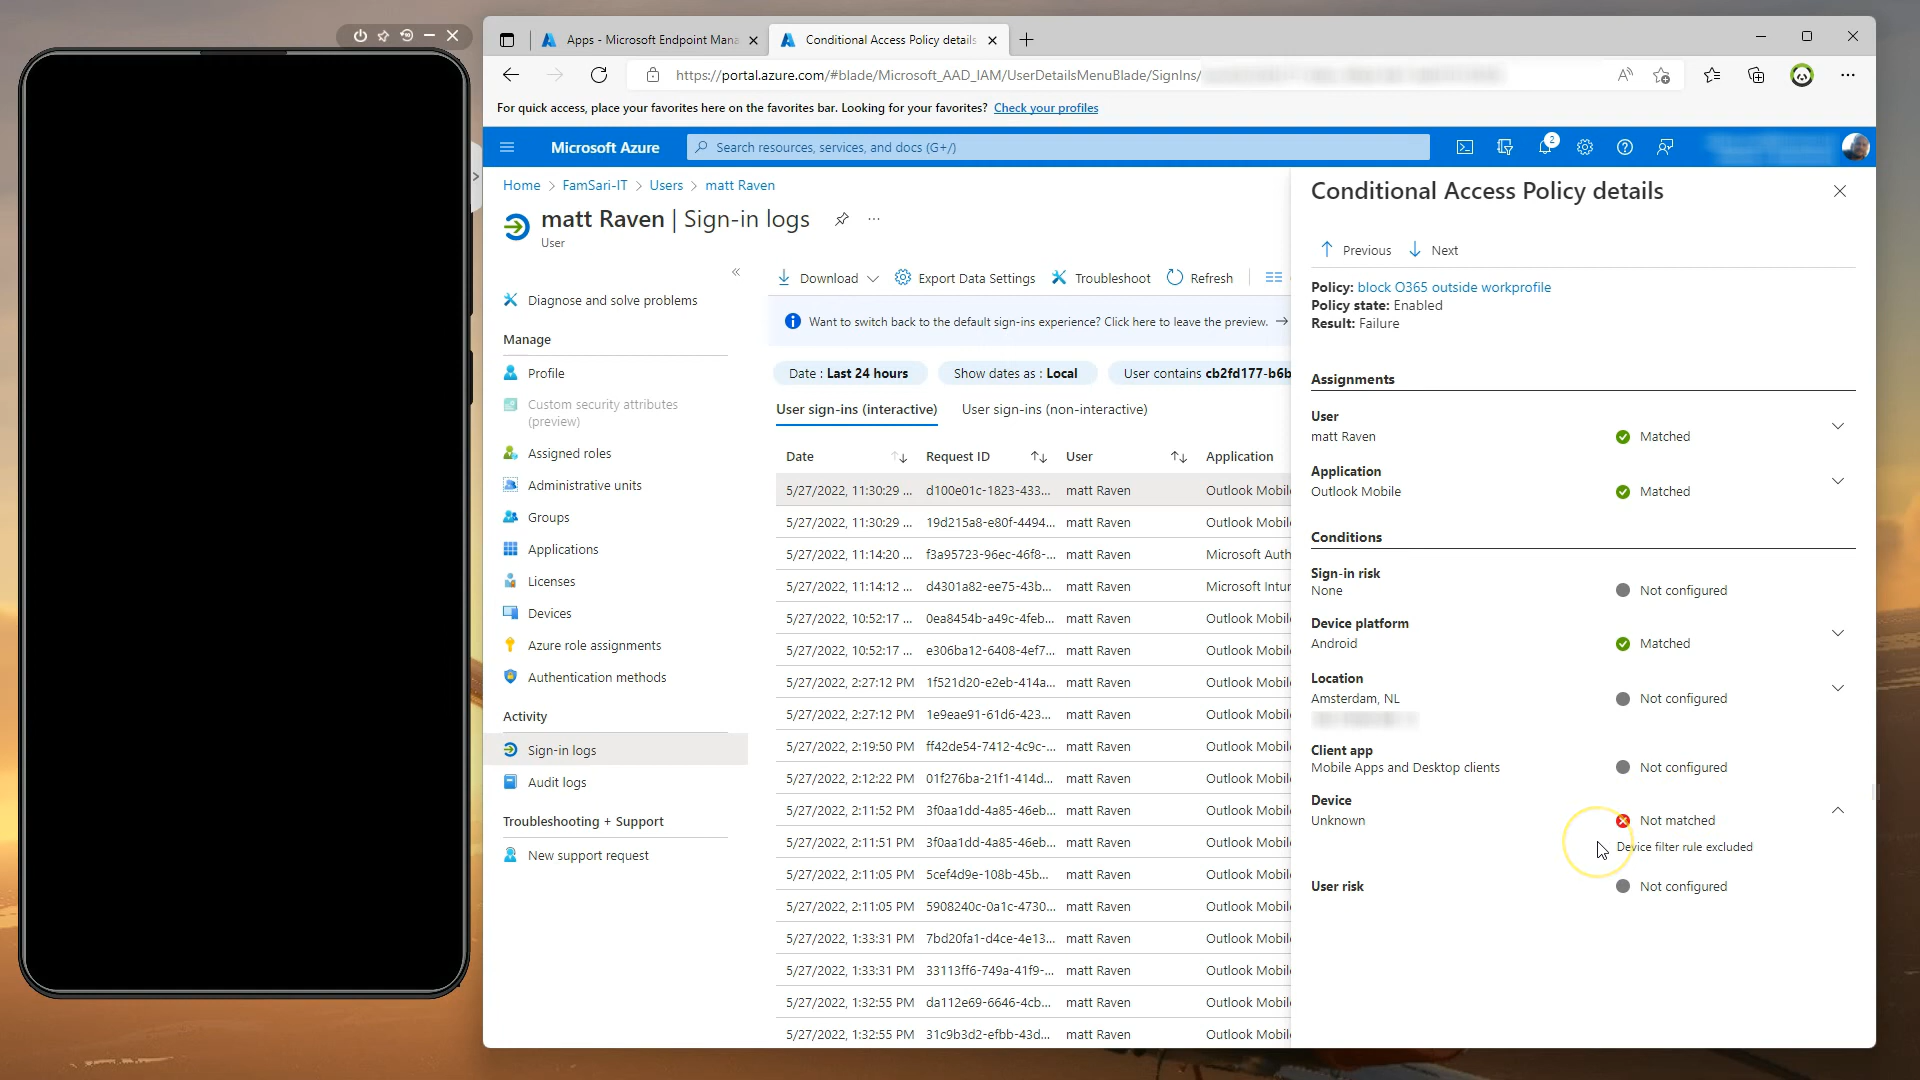 Apps - Microsoft Endpoint Mana
Conditional Access Policy details
https://portal.azure.com/#blade/Microsoft_AAD_IAM/UserDetailsMenuBlade/SignIns/
For quick access, place your favorites here on the favorites bar. Looking for your favorites? Check your profiles
Microsoft Azure
Search resources, services, and docs (G+/)
2
Home > FamSari-IT > Users > matt Raven
matt Raven | Sign-in logs
User
Diagnose and solve problems
Manage
Profile
Custom security attributes
(preview)
Assigned roles
Administrative units
Groups
Applications
Licenses
Devices
Azure role assignments
Authentication methods
Activity
Sign-in logs
Audit logs
Troubleshooting + Support
New support request
Download
Export Data Settings
Troubleshoot
Refresh
Want to switch back to the default sign-ins experience? Click here to leave the preview. →
Date : Last 24 hours
Show dates as : Local
User contains cb2fd177-b6b
User sign-ins (interactive)
User sign-ins (non-interactive)
Date Request ID User Application
5/27/2022, 11:30:29 ... d100e01c-1823-433... matt Raven Outlook Mobil
5/27/2022, 11:30:29 ... 19d215a8-e80f-4494... matt Raven Outlook Mobil
5/27/2022, 11:14:20 ... f3a95723-96ec-46f8-... matt Raven Microsoft Auth
5/27/2022, 11:14:12 ... d4301a82-ee75-43b... matt Raven Microsoft Intur
5/27/2022, 10:52:17 ... 0ea8454b-a49c-4feb... matt Raven Outlook Mobil
5/27/2022, 10:52:17 ... e306ba12-6408-4ef7... matt Raven Outlook Mobil
5/27/2022, 2:27:12 PM 1f521d20-e2eb-414a... matt Raven Outlook Mobil
5/27/2022, 2:27:12 PM 1e9eae91-61d6-423... matt Raven Outlook Mobil
5/27/2022, 2:19:50 PM ff42de54-7412-4c9c-... matt Raven Outlook Mobil
5/27/2022, 2:12:22 PM 01f276ba-21f1-414d... matt Raven Outlook Mobil
5/27/2022, 2:11:52 PM 3f0aa1dd-4a85-46eb... matt Raven Outlook Mobil
5/27/2022, 2:11:51 PM 3f0aa1dd-4a85-46eb... matt Raven Outlook Mobil
5/27/2022, 2:11:05 PM 5cef4d9e-108b-45b... matt Raven Outlook Mobil
5/27/2022, 2:11:05 PM 5908240c-0a1c-4730... matt Raven Outlook Mobil
5/27/2022, 1:33:31 PM 7bd20fa1-d4ce-4e13... matt Raven Outlook Mobil
5/27/2022, 1:33:31 PM 33113ff6-749a-41f9-... matt Raven Outlook Mobil
5/27/2022, 1:32:55 PM da112e69-6646-4cb... matt Raven Outlook Mobil
5/27/2022, 1:32:55 PM 31c9b3d2-efbb-43d... matt Raven Outlook Mobil
Conditional Access Policy details
Previous
Next
Policy: block O365 outside workprofile
Policy state: Enabled
Result: Failure
Assignments
User
matt Raven Matched
Application
Outlook Mobile Matched
Conditions
Sign-in risk
None Not configured
Device platform
Android Matched
Location
Amsterdam, NL Not configured
Client app
Mobile Apps and Desktop clients Not configured
Device
Unknown Not matched
Device filter rule excluded
User risk Not configured